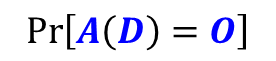 Pr[A(D) = O]